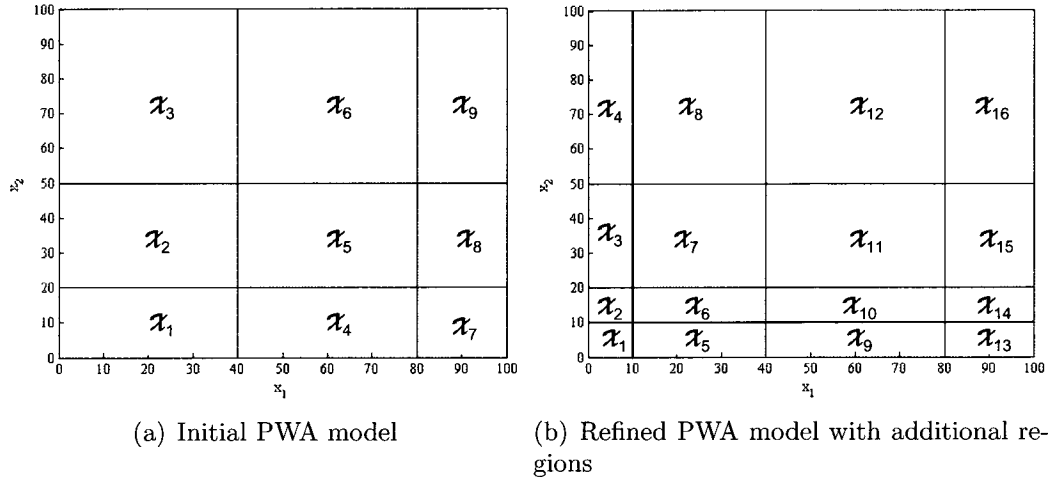 100
90
80
70
60
50
40
30
20
10
0
x₂
𝒳₃ 𝒳₆ 𝒳₉
𝒳₂ 𝒳₅ 𝒳₈
𝒳₁ 𝒳₄ 𝒳₇
0 10 20 30 40 50 60 70 80 90 100
x₁
(a) Initial PWA model
100
90
80
70
60
50
40
30
20
10
0
x₂
𝒳₄ 𝒳₈ 𝒳₁₂ 𝒳₁₆
𝒳₃ 𝒳₇ 𝒳₁₁ 𝒳₁₅
𝒳₂ 𝒳₆ 𝒳₁₀ 𝒳₁₄
𝒳₁ 𝒳₅ 𝒳₉ 𝒳₁₃
0 10 20 30 40 50 60 70 80 90 100
x₁
(b) Refined PWA model with additional re-
gions